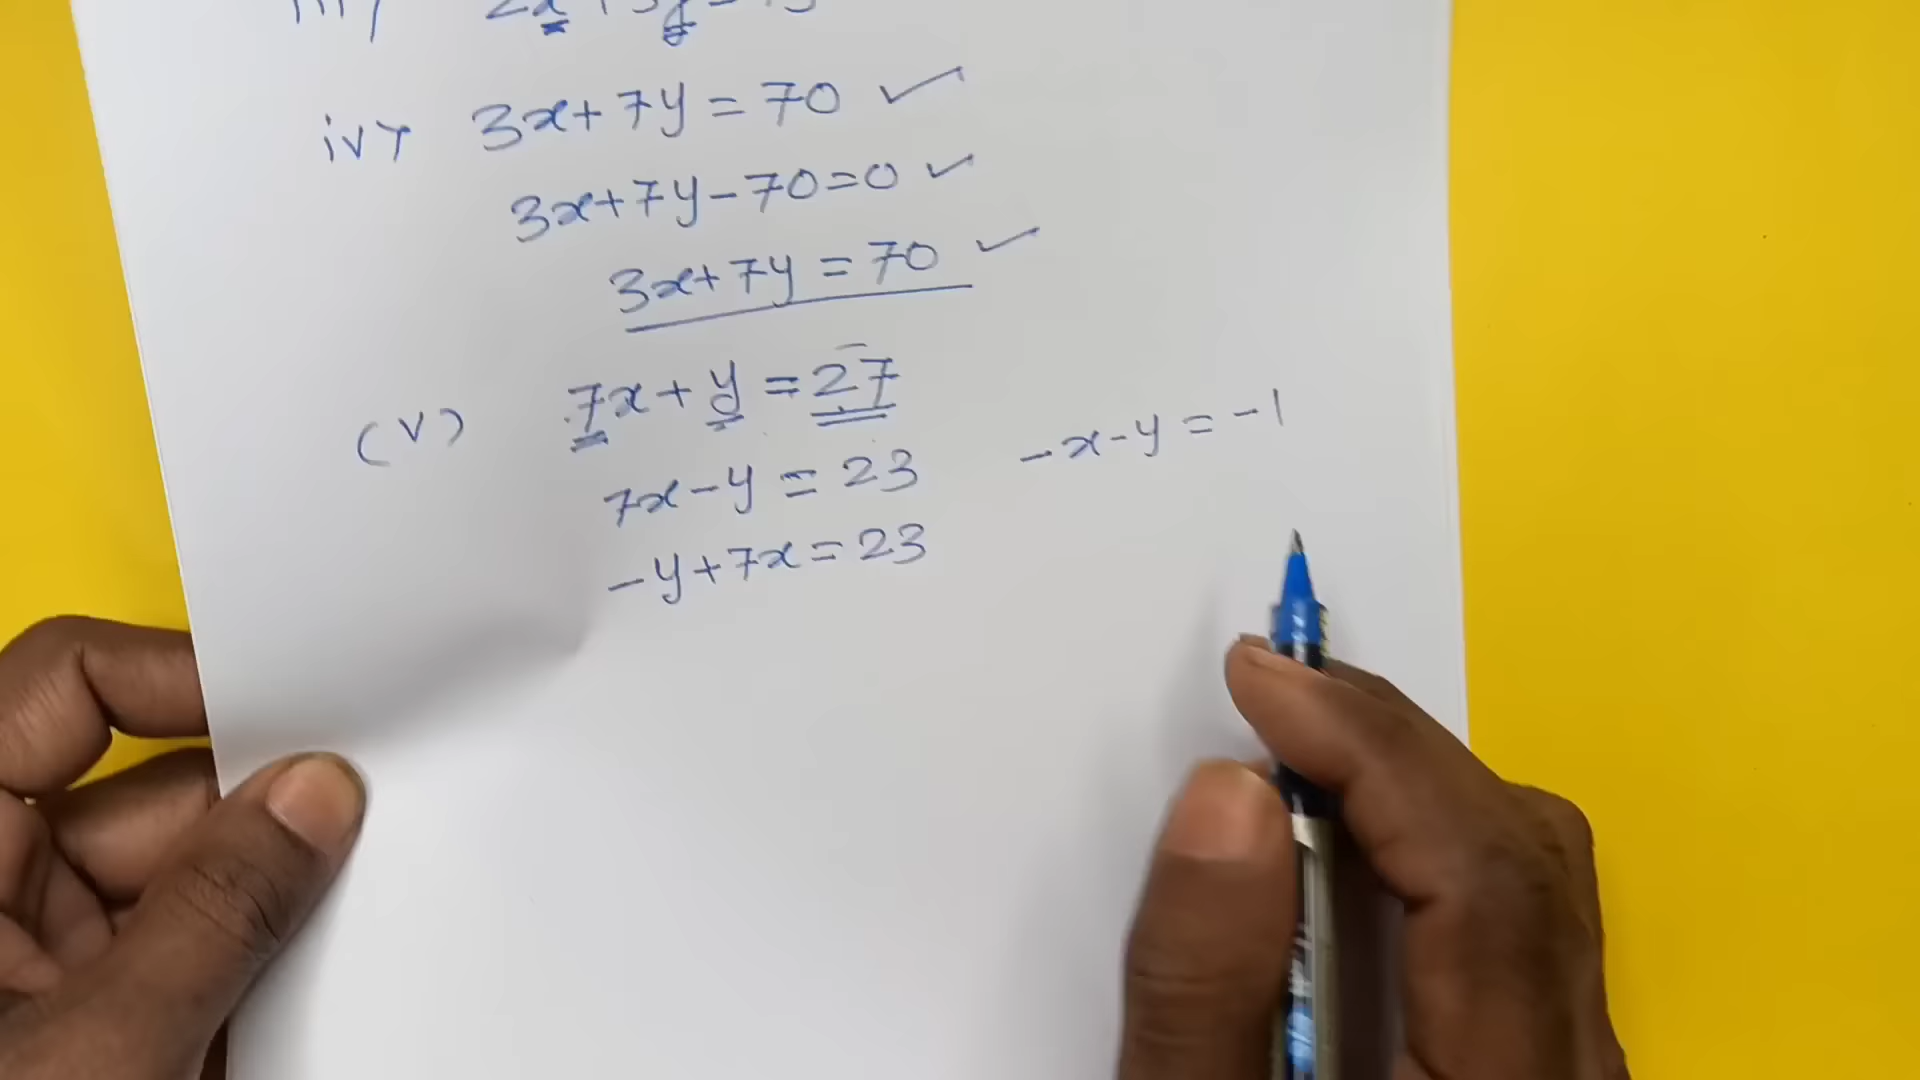 iv) 3x+7y=70 ✓
3x+7y-70=0 ✓
3x+7y=70 ✓
(v) 7x+y=27
7x-y=23 -x-y=-1
-y+7x=23